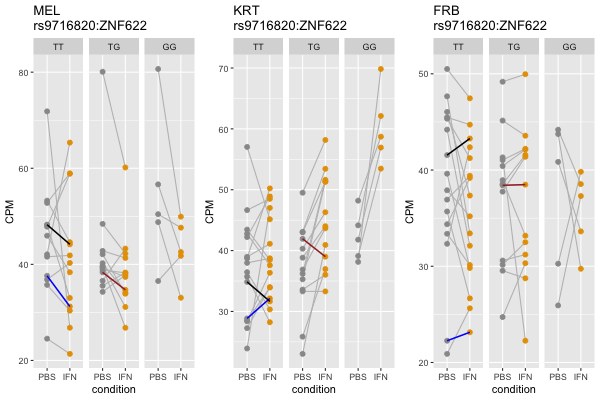 MEL
rs9716820:ZNF622
TT TG GG
CPM
80
60
40
20
PBS IFN PBS IFN PBS IFN
condition
KRT
rs9716820:ZNF622
TT TG GG
CPM
70
60
50
40
30
PBS IFN PBS IFN PBS IFN
condition
FRB
rs9716820:ZNF622
TT TG GG
CPM
50
40
30
20
PBS IFN PBS IFN PBS IFN
condition